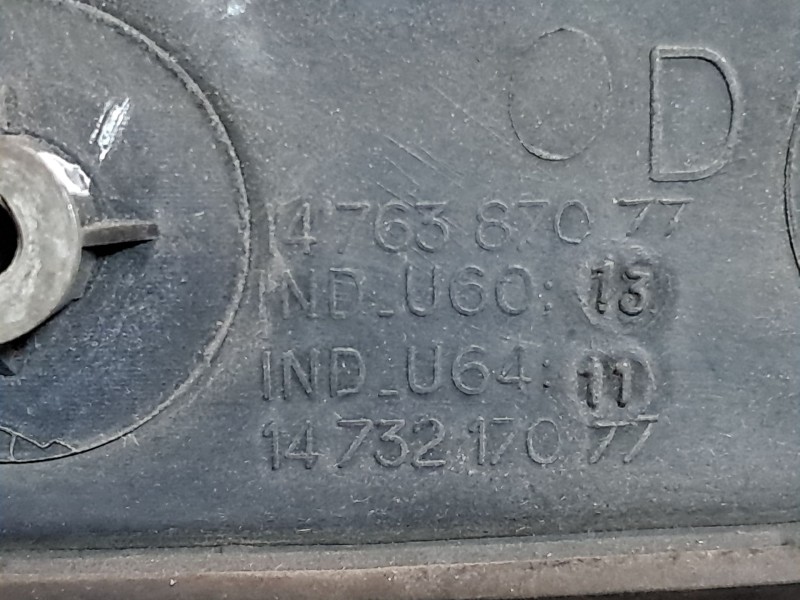 D
14 763 870 77
IND_U60: 13
IND_U64: 11
14 732 170 77